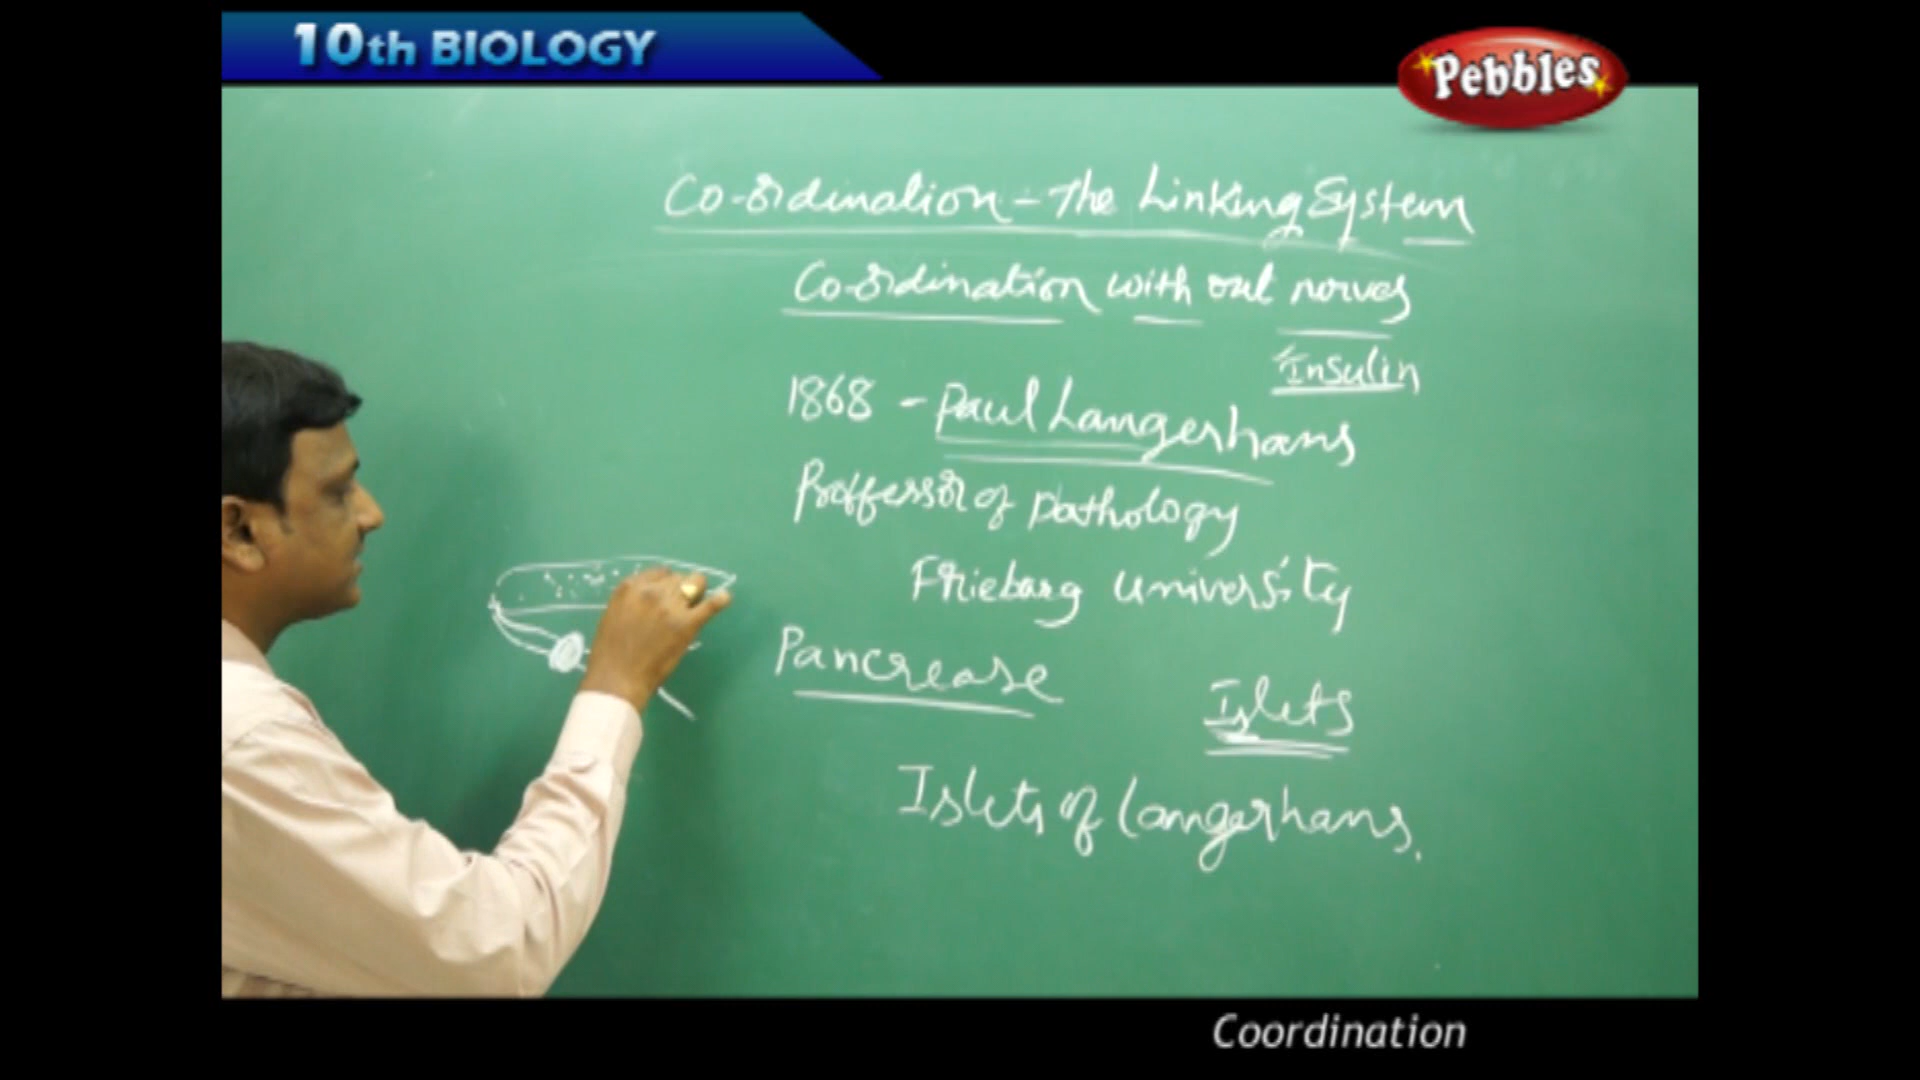 10th BIOLOGY
Pebbles
Co-ordination - The Linking System
Co-ordination with out nerves
Insulin
1868 - Paul Langerhans
Proffessor of pathology
Friebarg university
Pancrease
Islets
Islets of Langerhans.
Coordination